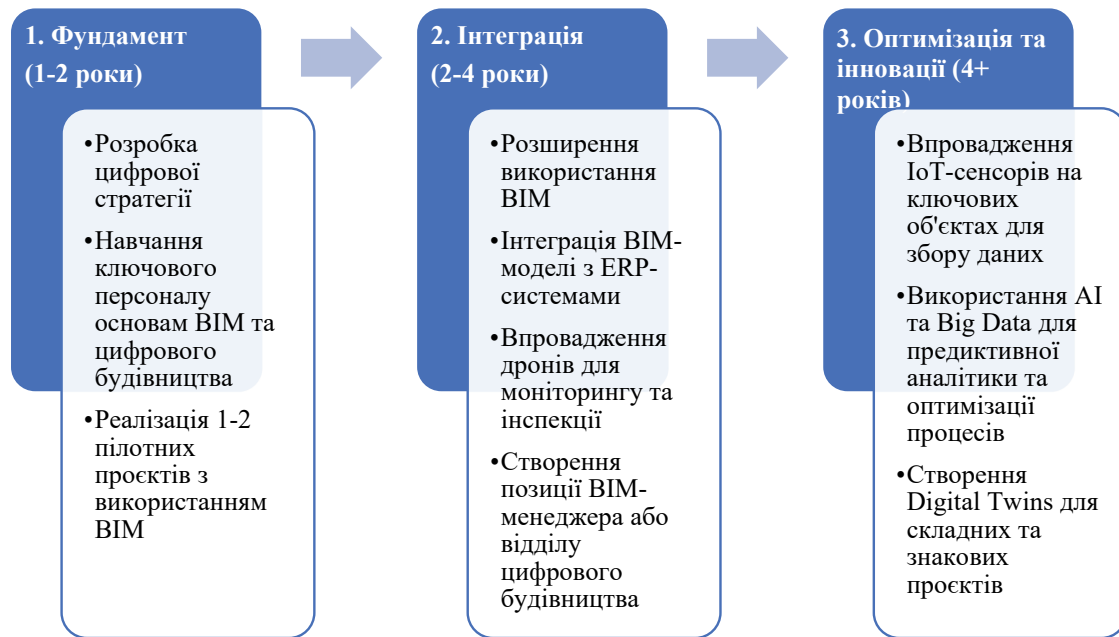 1. Фундамент
(1-2 роки)
•Розробка
цифрової
стратегії
•Навчання
ключового
персоналу
основам BIM та
цифрового
будівництва
•Реалізація 1-2
пілотних
проєктів з
використанням
BIM
2. Інтеграція
(2-4 роки)
•Розширення
використання
BIM
•Інтеграція BIM-
моделі з ERP-
системами
•Впровадження
дронів для
моніторингу та
інспекції
•Створення
позиції BIM-
менеджера або
відділу
цифрового
будівництва
3. Оптимізація та
інновації (4+
років)
•Впровадження
IoT-сенсорів на
ключових
об'єктах для
збору даних
•Використання AI
та Big Data для
предиктивної
аналітики та
оптимізації
процесів
•Створення
Digital Twins для
складних та
знакових
проєктів